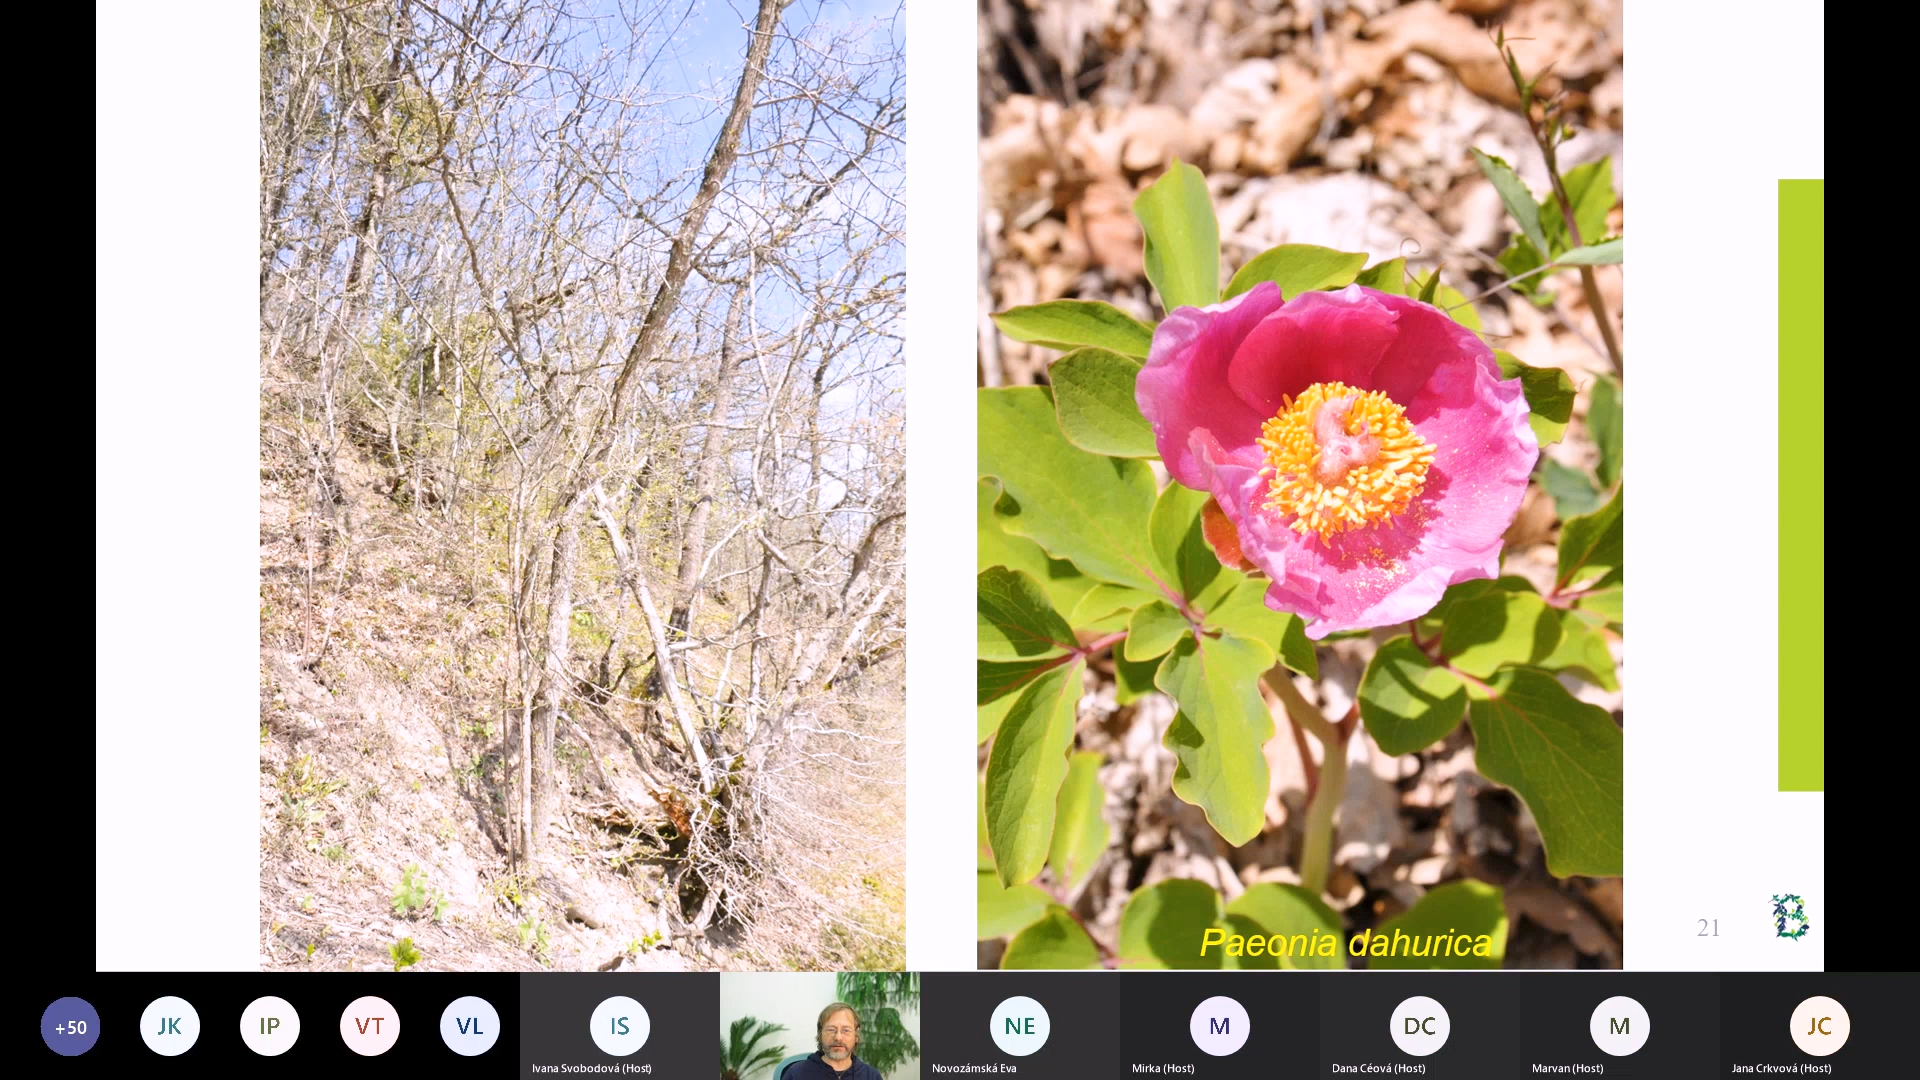 Paeonia dahurica
21
B
+50
JK
IP
VT
VL
IS
Ivana Svobodová (Host)
NE
Novozámská Eva
M
Mirka (Host)
DC
Dana Céová (Host)
M
Marvan (Host)
JC
Jana Crkvová (Host)